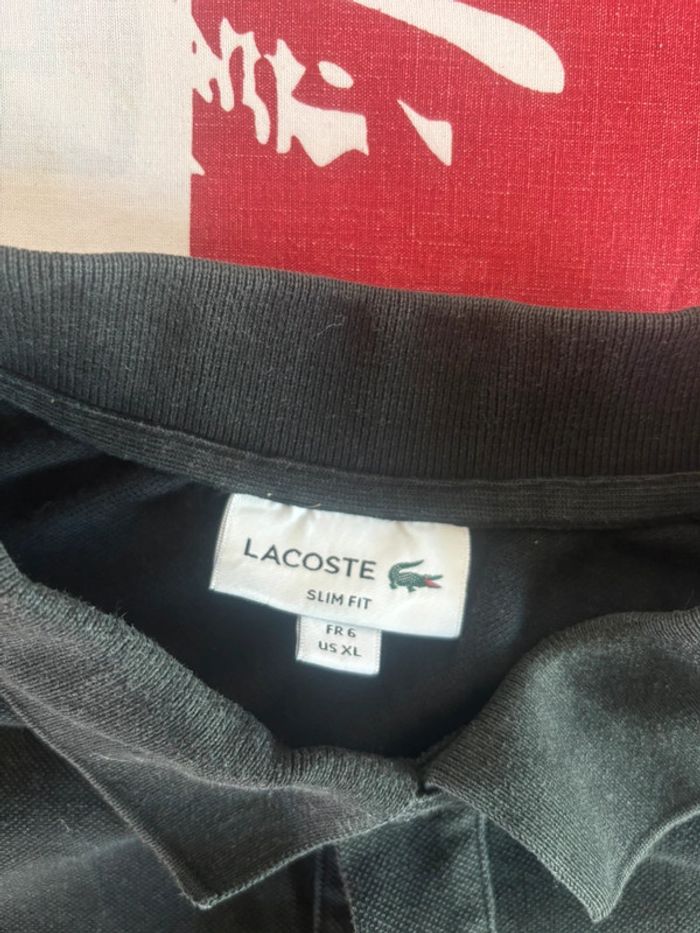 LACOSTE
SLIM FIT
FR 6
US XL